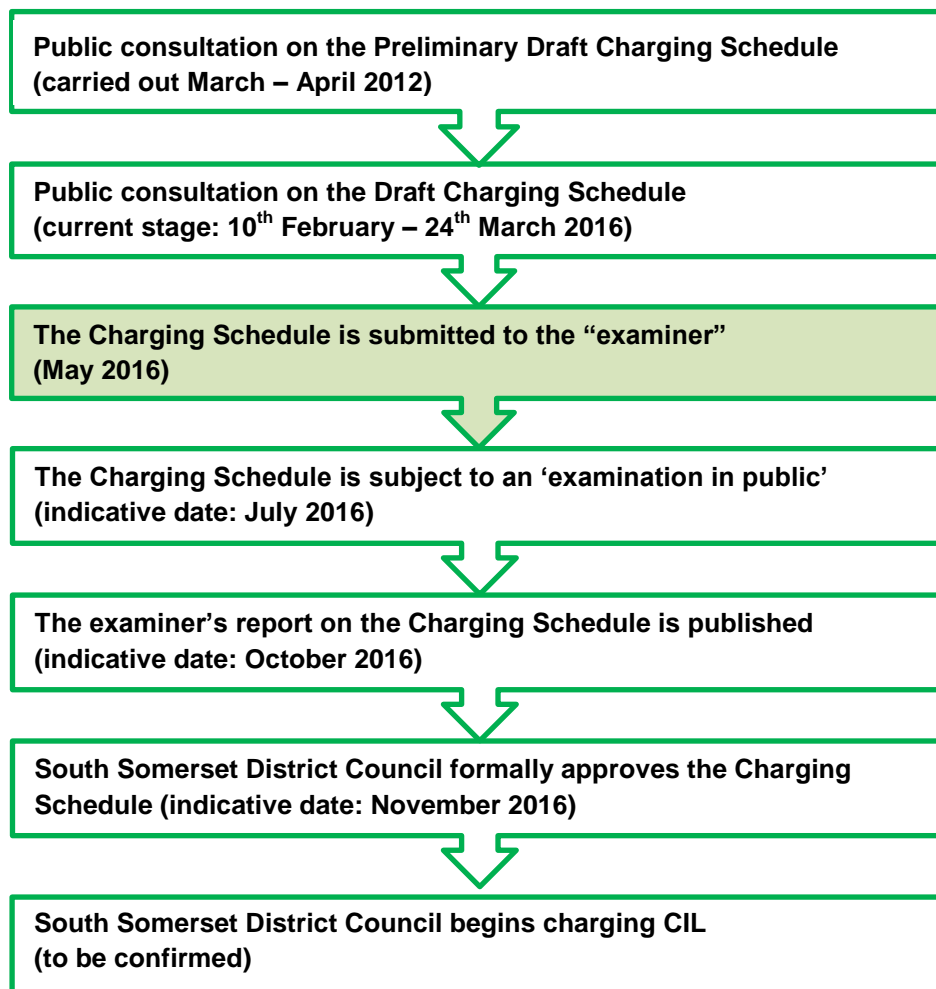 Public consultation on the Preliminary Draft Charging Schedule
(carried out March – April 2012)
Public consultation on the Draft Charging Schedule
(current stage: 10th February – 24th March 2016)
The Charging Schedule is submitted to the “examiner”
(May 2016)
The Charging Schedule is subject to an ‘examination in public’
(indicative date: July 2016)
The examiner’s report on the Charging Schedule is published
(indicative date: October 2016)
South Somerset District Council formally approves the Charging
Schedule (indicative date: November 2016)
South Somerset District Council begins charging CIL
(to be confirmed)